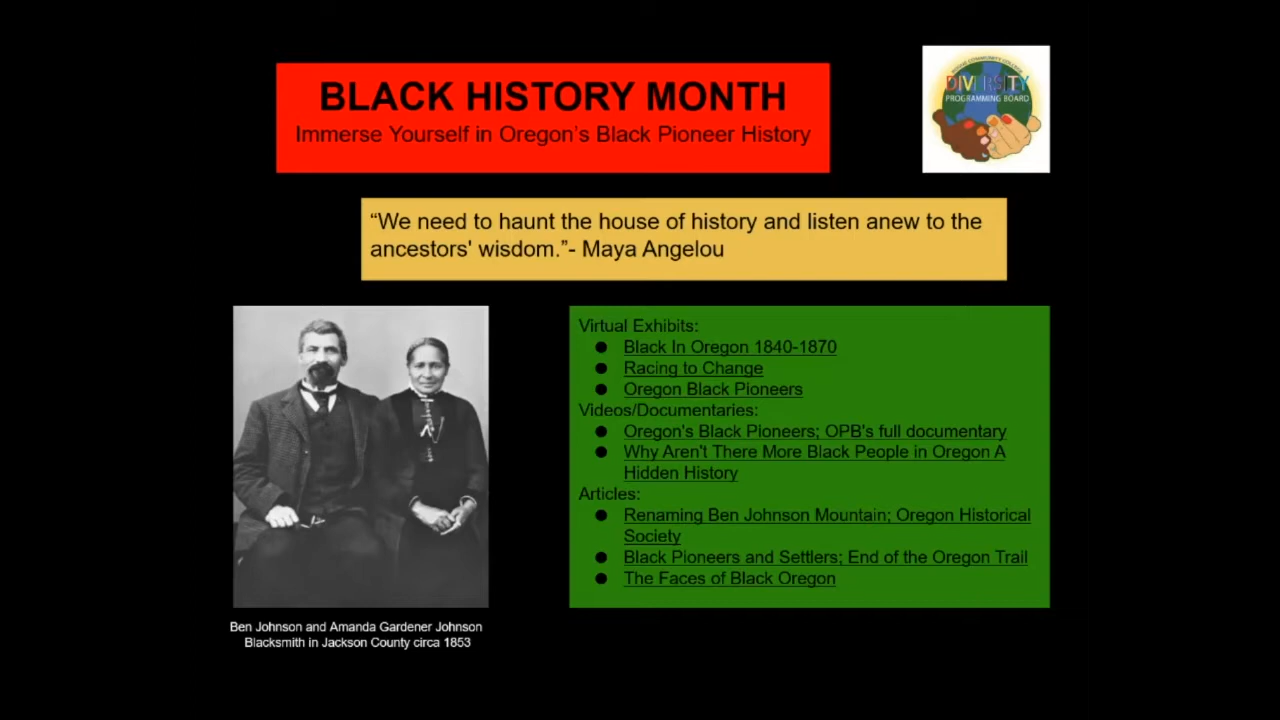 BLACK HISTORY MONTH
Immerse Yourself in Oregon's Black Pioneer History
DIVERSITY
PROGRAMMING BOARD
“We need to haunt the house of history and listen anew to the
ancestors' wisdom.”- Maya Angelou
Virtual Exhibits:
● Black In Oregon 1840-1870
● Racing to Change
● Oregon Black Pioneers
Videos/Documentaries:
● Oregon's Black Pioneers; OPB's full documentary
● Why Aren't There More Black People in Oregon A
Hidden History
Articles:
● Renaming Ben Johnson Mountain; Oregon Historical
Society
● Black Pioneers and Settlers; End of the Oregon Trail
● The Faces of Black Oregon
Ben Johnson and Amanda Gardener Johnson
Blacksmith in Jackson County circa 1853